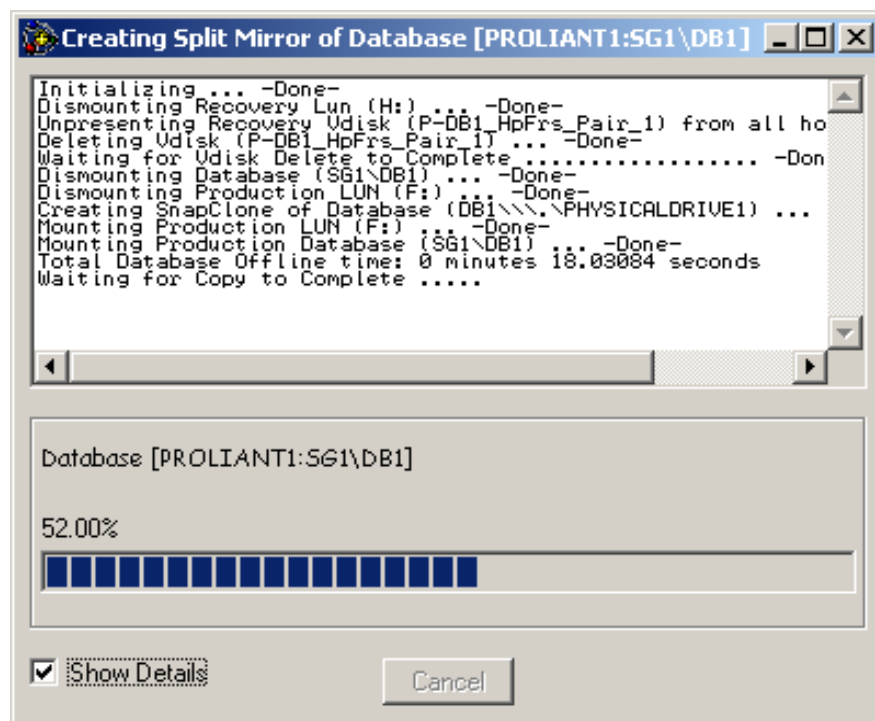 Creating Split Mirror of Database [PROLIANT1:SG1\DB1]
Initializing ... -Done-
Dismounting Recovery Lun (H:) ... -Done-
Unpresenting Recovery Vdisk (P-DB1_HpFrs_Pair_1) from all ho
Deleting Vdisk (P-DB1_HpFrs_Pair_1) ... -Done-
Waiting for Vdisk Delete to Complete .................. -Don
Dismounting Database (SG1\DB1) ... -Done-
Dismounting Production LUN (F:) ... -Done-
Creating SnapClone of Database (DB1\\\.\PHYSICALDRIVE1) ...
Mounting Production LUN (F:) ... -Done-
Mounting Production Database (SG1\DB1) ... -Done-
Total Database Offline time: 0 minutes 18.03084 seconds
Waiting for Copy to Complete .....
Database [PROLIANT1:SG1\DB1]
52.00%
Show Details
Cancel